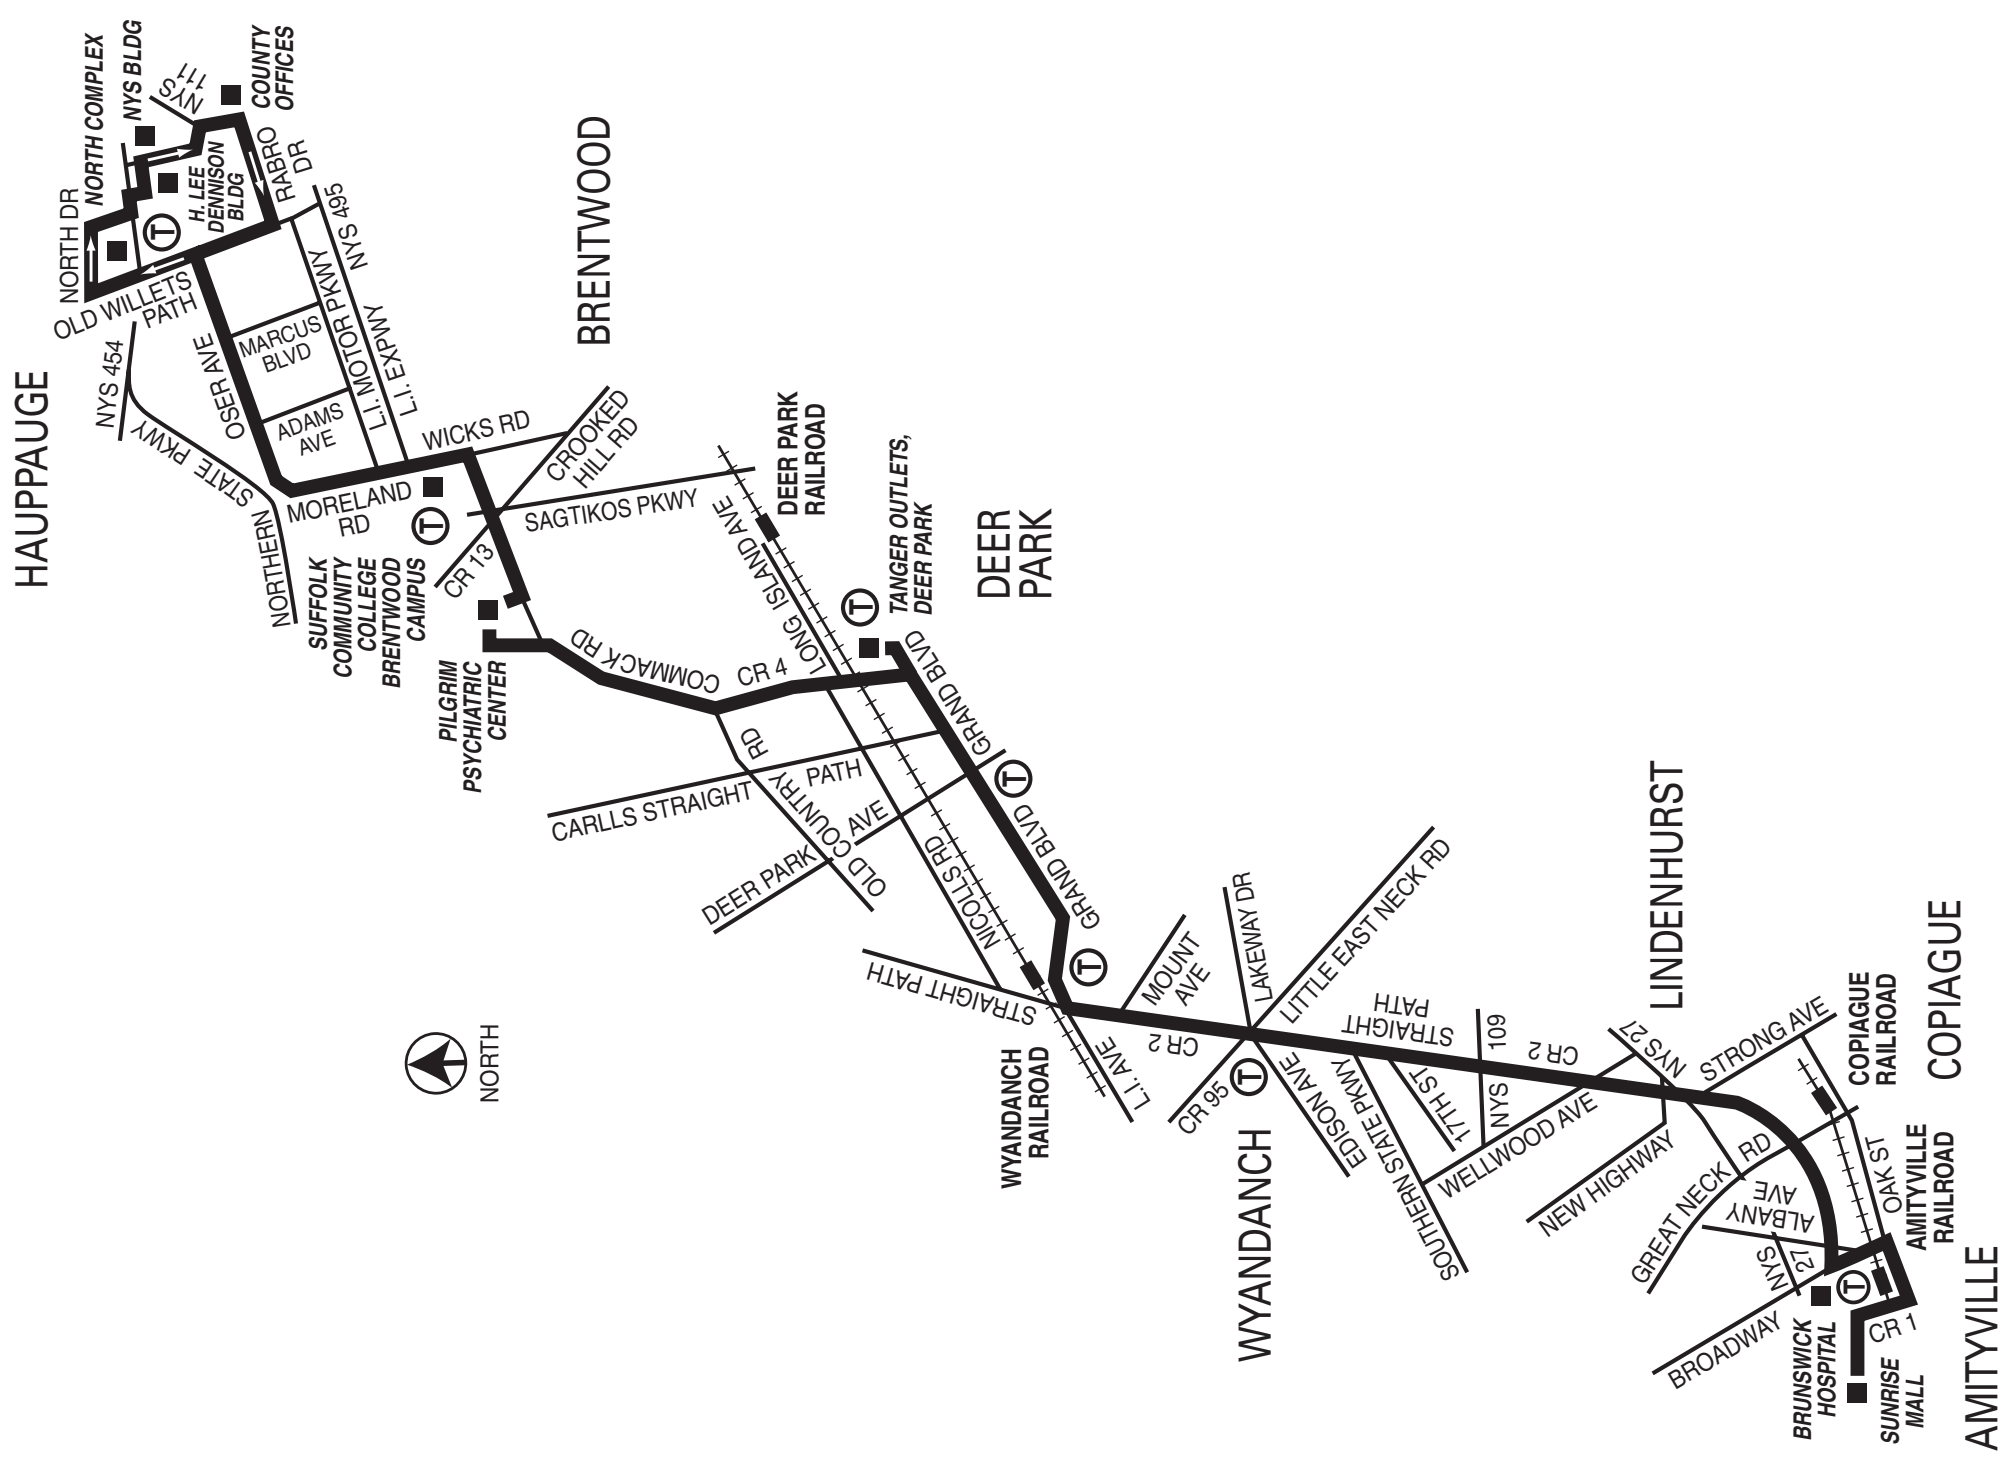 HAUPPAUGE
NORTH DR
NORTH COMPLEX
NYS BLDG
NYS
111
COUNTY
OFFICES
H. LEE
DENNISON
BLDG
T
RABRO
DR
OLD WILLETS
PATH
NYS 454
OSER AVE
MARCUS
BLVD
ADAMS
AVE
L.I. MOTOR PKWY
L.I. EXPWY
NYS 495
NORTHERN
STATE PKWY
MORELAND
RD
WICKS RD
BRENTWOOD
SUFFOLK
COMMUNITY
COLLEGE
BRENTWOOD
CAMPUS
T
CR 13
CROOKED
HILL RD
SAGTIKOS PKWY
PILGRIM
PSYCHIATRIC
CENTER
COMMACK RD
CR 4
LONG ISLAND AVE
DEER PARK
RAILROAD
TANGER OUTLETS,
DEER PARK
T
DEER
PARK
GRAND BLVD
GRAND BLVD
T
GRAND BLVD
GRAND BLVD
OLD COUNTRY
RD
CARLLS STRAIGHT
PATH
DEER PARK
AVE
NICOLLS RD
STRAIGHT PATH
WYANDANCH
RAILROAD
T
L.I. AVE
NORTH
CR 2
MOUNT
AVE
LAKEWAY DR
LITTLE EAST NECK RD
CR 95
T
WYANDANCH
EDISON AVE
SOUTHERN STATE PKWY
STRAIGHT
PATH
17TH ST
NYS
109
CR 2
WELLWOOD AVE
LINDENHURST
NYS 27
NEW HIGHWAY
STRONG AVE
GREAT NECK
RD
COPIAGUE
RAILROAD
COPIAGUE
ALBANY
AVE
OAK ST
AMITYVILLE
RAILROAD
NYS
27
BROADWAY
T
BRUNSWICK
HOSPITAL
CR 1
SUNRISE
MALL
AMITYVILLE